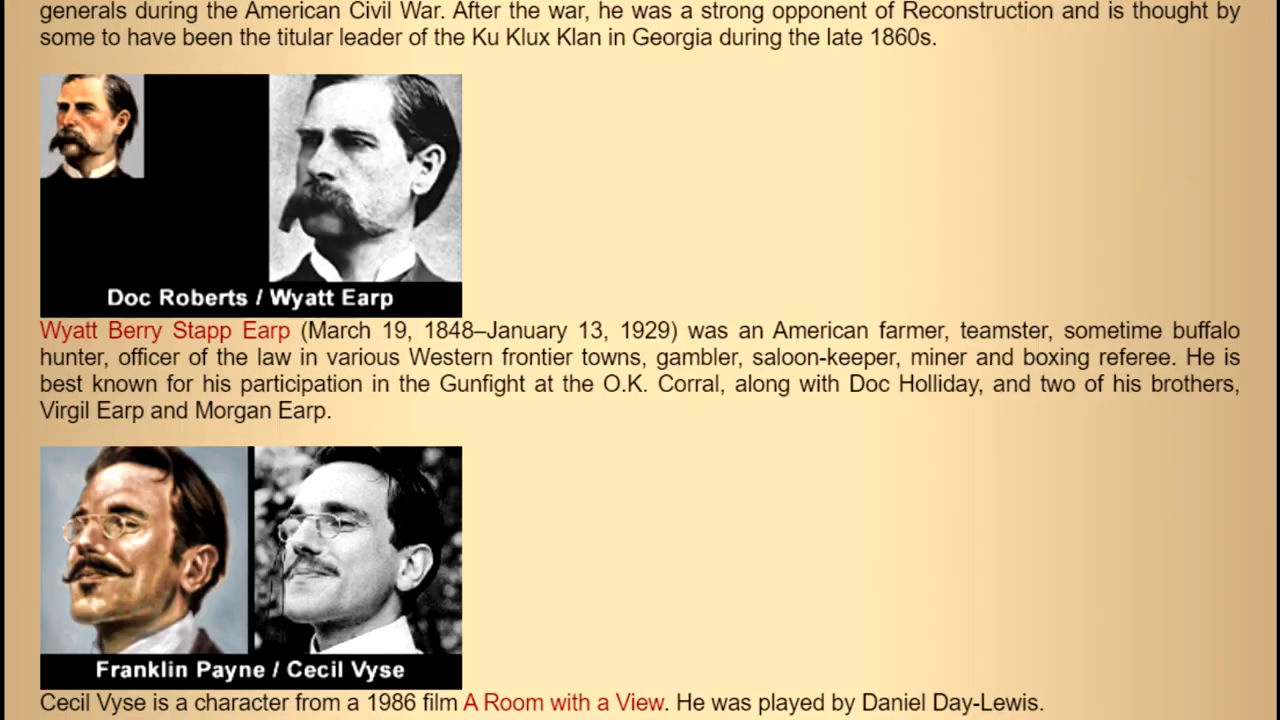 generals during the American Civil War. After the war, he was a strong opponent of Reconstruction and is thought by
some to have been the titular leader of the Ku Klux Klan in Georgia during the late 1860s.
Doc Roberts / Wyatt Earp
Wyatt Berry Stapp Earp (March 19, 1848–January 13, 1929) was an American farmer, teamster, sometime buffalo
hunter, officer of the law in various Western frontier towns, gambler, saloon-keeper, miner and boxing referee. He is
best known for his participation in the Gunfight at the O.K. Corral, along with Doc Holliday, and two of his brothers,
Virgil Earp and Morgan Earp.
Franklin Payne / Cecil Vyse
Cecil Vyse is a character from a 1986 film A Room with a View. He was played by Daniel Day-Lewis.